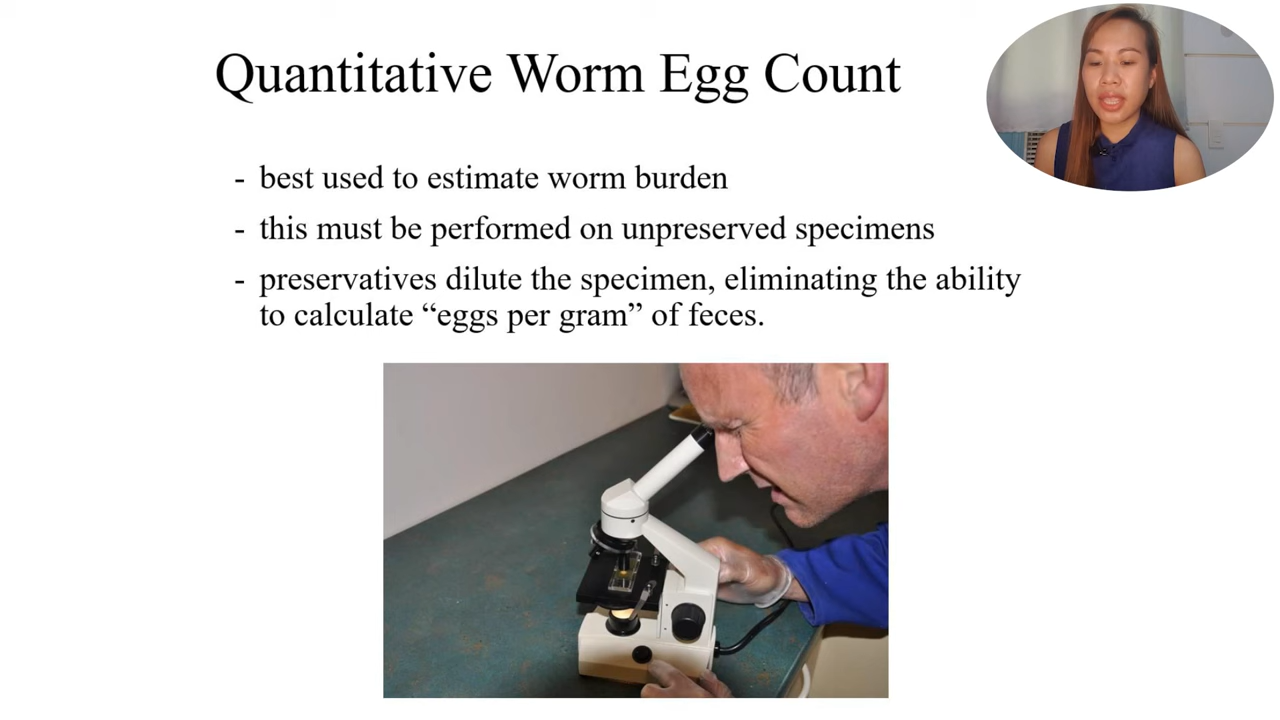 Quantitative Worm Egg Count
- best used to estimate worm burden
- this must be performed on unpreserved specimens
- preservatives dilute the specimen, eliminating the ability
to calculate “eggs per gram” of feces.